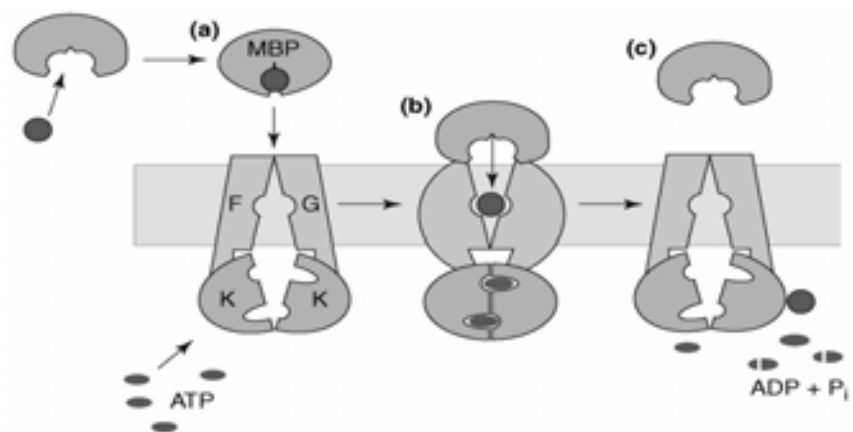 (a)
MBP
(c)
(b)
F G
K K
ATP
ADP + Pi